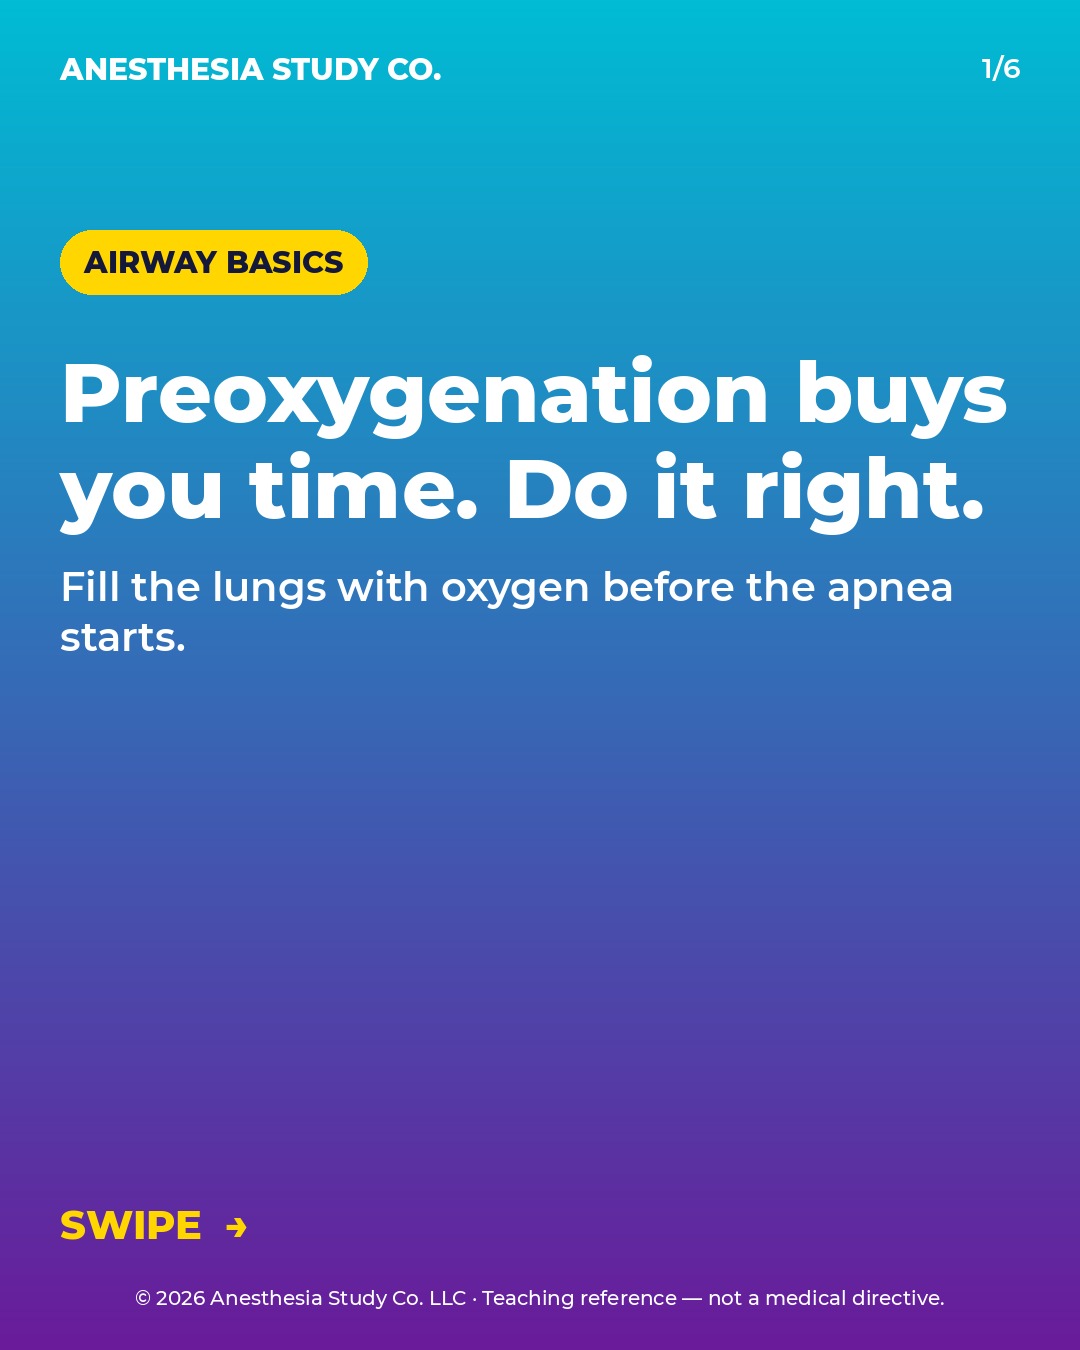 ANESTHESIA STUDY CO.
1/6
AIRWAY BASICS
Preoxygenation buys
you time. Do it right.
Fill the lungs with oxygen before the apnea
starts.
SWIPE →
© 2026 Anesthesia Study Co. LLC · Teaching reference — not a medical directive.